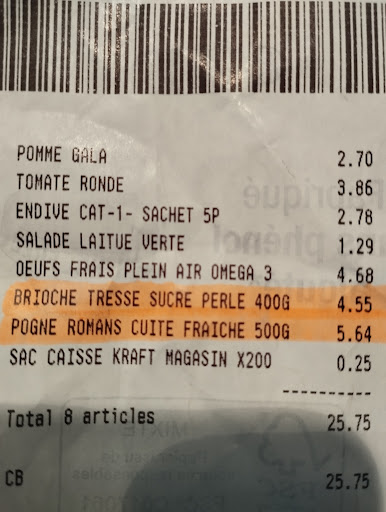 POMME GALA 2.70
TOMATE RONDE 3.86
ENDIVE CAT-1- SACHET 5P 2.78
SALADE LAITUE VERTE 1.29
OEUFS FRAIS PLEIN AIR OMEGA 3 4.68
BRIOCHE TRESSE SUCRE PERLE 400G 4.55
POGNE ROMANS CUITE FRAICHE 500G 5.64
SAC CAISSE KRAFT MAGASIN X200 0.25
----------
Total 8 articles 25.75
CB 25.75